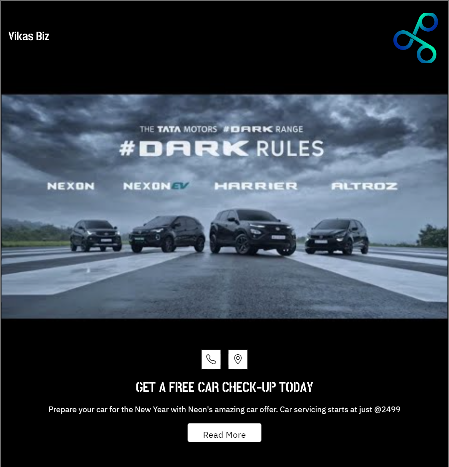 Vikas Biz
THE TATA MOTORS #DARK RANGE
#DARK RULES
NEXON NEXON EV HARRIER ALTROZ
GET A FREE CAR CHECK-UP TODAY
Prepare your car for the New Year with Neon's amazing car offer. Car servicing starts at just @2499
Read More